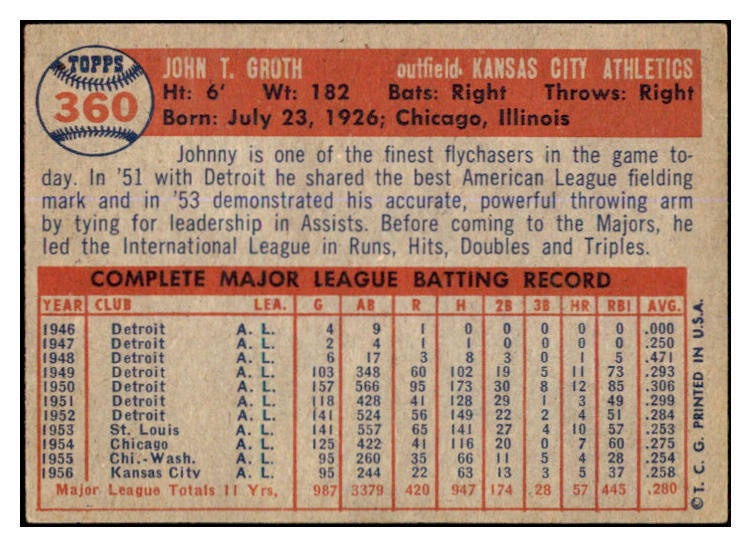 TOPPS
360
JOHN T. GROTH outfield- KANSAS CITY ATHLETICS
Ht: 6' Wt: 182 Bats: Right Throws: Right
Born: July 23, 1926; Chicago, Illinois
Johnny is one of the finest flychasers in the game to-
day. In '51 with Detroit he shared the best American League fielding
mark and in '53 demonstrated his accurate, powerful throwing arm
by tying for leadership in Assists. Before coming to the Majors, he
led the International League in Runs, Hits, Doubles and Triples.
COMPLETE MAJOR LEAGUE BATTING RECORD
YEAR CLUB LEA. G AB R H 2B 3B HR RBI AVG.
1946 Detroit A. L. 4 9 1 0 0 0 0 0 .000
1947 Detroit A. L. 2 4 1 1 0 0 0 0 .250
1948 Detroit A. L. 6 17 3 8 3 0 1 5 .471
1949 Detroit A. L. 103 348 60 102 19 5 11 73 .293
1950 Detroit A. L. 157 566 95 173 30 8 12 85 .306
1951 Detroit A. L. 118 428 41 128 29 1 3 49 .299
1952 Detroit A. L. 141 524 56 149 22 2 4 51 .284
1953 St. Louis A. L. 141 557 65 141 27 4 10 57 .253
1954 Chicago A. L. 125 422 41 116 20 0 7 60 .275
1955 Chi.-Wash. A. L. 95 260 35 66 11 5 4 28 .254
1956 Kansas City A. L. 95 244 22 63 13 3 5 37 .258
Major League Totals 11 Yrs. 987 3379 420 947 174 28 57 445 .280
© T. C. G. PRINTED IN U.S.A.